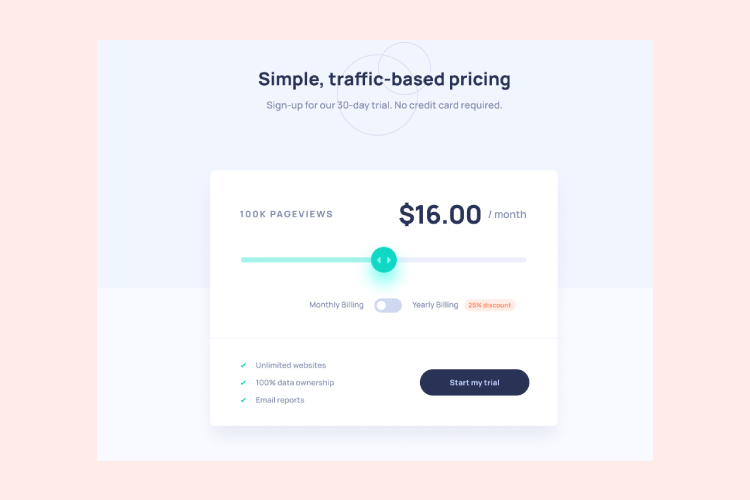 Simple, traffic-based pricing
Sign-up for our 30-day trial. No credit card required.
100K PAGEVIEWS
$16.00 / month
Monthly Billing
Yearly Billing 25% discount
Unlimited websites
100% data ownership
Email reports
Start my trial